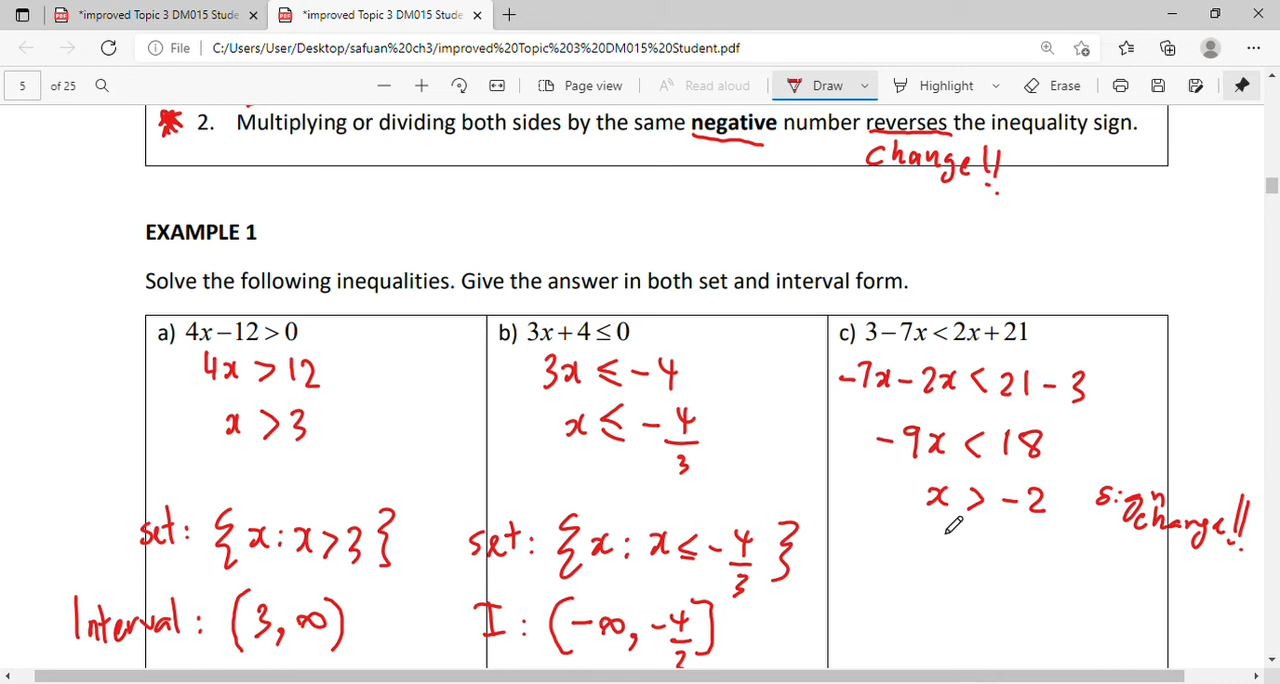 *improved Topic 3 DM015 Stude
*improved Topic 3 DM015 Stude
File C:/Users/User/Desktop/safuan%20ch3/improved%20Topic%203%20DM015%20Student.pdf
5 of 25 Page view Read aloud Draw Highlight Erase
2. Multiplying or dividing both sides by the same negative number reverses the inequality sign.
Change!!
EXAMPLE 1
Solve the following inequalities. Give the answer in both set and interval form.
a) 4x−12>0
4x > 12
x > 3
set: {x: x>3}
Interval: (3, ∞)
b) 3x+4≤0
3x ≤ -4
x ≤ -4/3
set: {x: x ≤ -4/3}
I: (-∞, -4/3]
c) 3−7x<2x+21
-7x - 2x < 21 - 3
-9x < 18
x > -2
sign
change!!